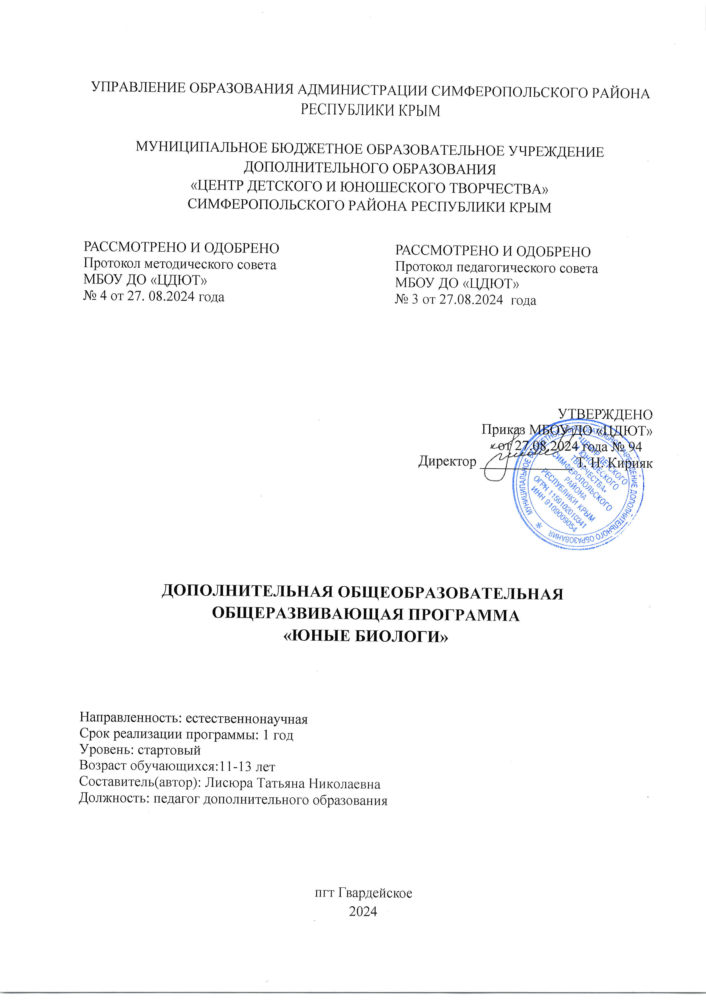 УПРАВЛЕНИЕ ОБРАЗОВАНИЯ АДМИНИСТРАЦИИ СИМФЕРОПОЛЬСКОГО РАЙОНА
РЕСПУБЛИКИ КРЫМ
МУНИЦИПАЛЬНОЕ БЮДЖЕТНОЕ ОБРАЗОВАТЕЛЬНОЕ УЧРЕЖДЕНИЕ
ДОПОЛНИТЕЛЬНОГО ОБРАЗОВАНИЯ
«ЦЕНТР ДЕТСКОГО И ЮНОШЕСКОГО ТВОРЧЕСТВА»
СИМФЕРОПОЛЬСКОГО РАЙОНА РЕСПУБЛИКИ КРЫМ
РАССМОТРЕНО И ОДОБРЕНО
Протокол методического совета
МБОУ ДО «ЦДЮТ»
№ 4 от 27. 08.2024 года
РАССМОТРЕНО И ОДОБРЕНО
Протокол педагогического совета
МБОУ ДО «ЦДЮТ»
№ 3 от 27.08.2024 года
УТВЕРЖДЕНО
Приказ МБОУ ДО «ЦДЮТ»
от 27.08.2024 года № 94
Директор ______________ Т. Н. Кирияк
МУНИЦИПАЛЬНОЕ БЮДЖЕТНОЕ ОБРАЗОВАТЕЛЬНОЕ УЧРЕЖДЕНИЕ ДОПОЛНИТЕЛЬНОГО ОБРАЗОВАНИЯ *
«ЦЕНТР ДЕТСКОГО
И ЮНОШЕСКОГО
ТВОРЧЕСТВА»
СИМФЕРОПОЛЬСКОГО
РАЙОНА
РЕСПУБЛИКИ КРЫМ
ОГРН 1159102010341
ИНН 9109009054
ДОПОЛНИТЕЛЬНАЯ ОБЩЕОБРАЗОВАТЕЛЬНАЯ
ОБЩЕРАЗВИВАЮЩАЯ ПРОГРАММА
«ЮНЫЕ БИОЛОГИ»
Направленность: естественнонаучная
Срок реализации программы: 1 год
Уровень: стартовый
Возраст обучающихся:11-13 лет
Составитель(автор): Лисюра Татьяна Николаевна
Должность: педагог дополнительного образования
пгт Гвардейское
2024